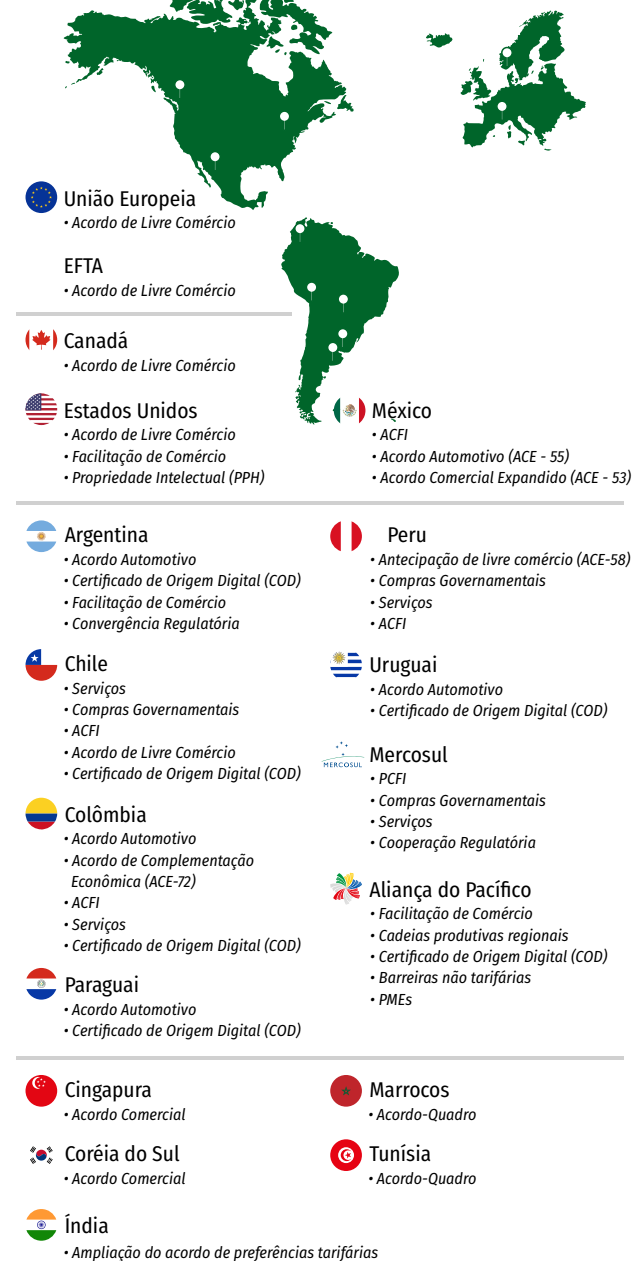 União Europeia
• Acordo de Livre Comércio
EFTA
• Acordo de Livre Comércio
Canadá
• Acordo de Livre Comércio
Estados Unidos
• Acordo de Livre Comércio
• Facilitação de Comércio
• Propriedade Intelectual (PPH)
México
• ACFI
• Acordo Automotivo (ACE - 55)
• Acordo Comercial Expandido (ACE - 53)
Argentina
• Acordo Automotivo
• Certificado de Origem Digital (COD)
• Facilitação de Comércio
• Convergência Regulatória
Chile
• Serviços
• Compras Governamentais
• ACFI
• Acordo de Livre Comércio
• Certificado de Origem Digital (COD)
Colômbia
• Acordo Automotivo
• Acordo de Complementação
Econômica (ACE-72)
• ACFI
• Serviços
• Certificado de Origem Digital (COD)
Paraguai
• Acordo Automotivo
• Certificado de Origem Digital (COD)
Peru
• Antecipação de livre comércio (ACE-58)
• Compras Governamentais
• Serviços
• ACFI
Uruguai
• Acordo Automotivo
• Certificado de Origem Digital (COD)
MERCOSUL
Mercosul
• PCFI
• Compras Governamentais
• Serviços
• Cooperação Regulatória
Aliança do Pacífico
• Facilitação de Comércio
• Cadeias produtivas regionais
• Certificado de Origem Digital (COD)
• Barreiras não tarifárias
• PMEs
Cingapura
• Acordo Comercial
Coréia do Sul
• Acordo Comercial
Índia
• Ampliação do acordo de preferências tarifárias
Marrocos
• Acordo-Quadro
Tunísia
• Acordo-Quadro